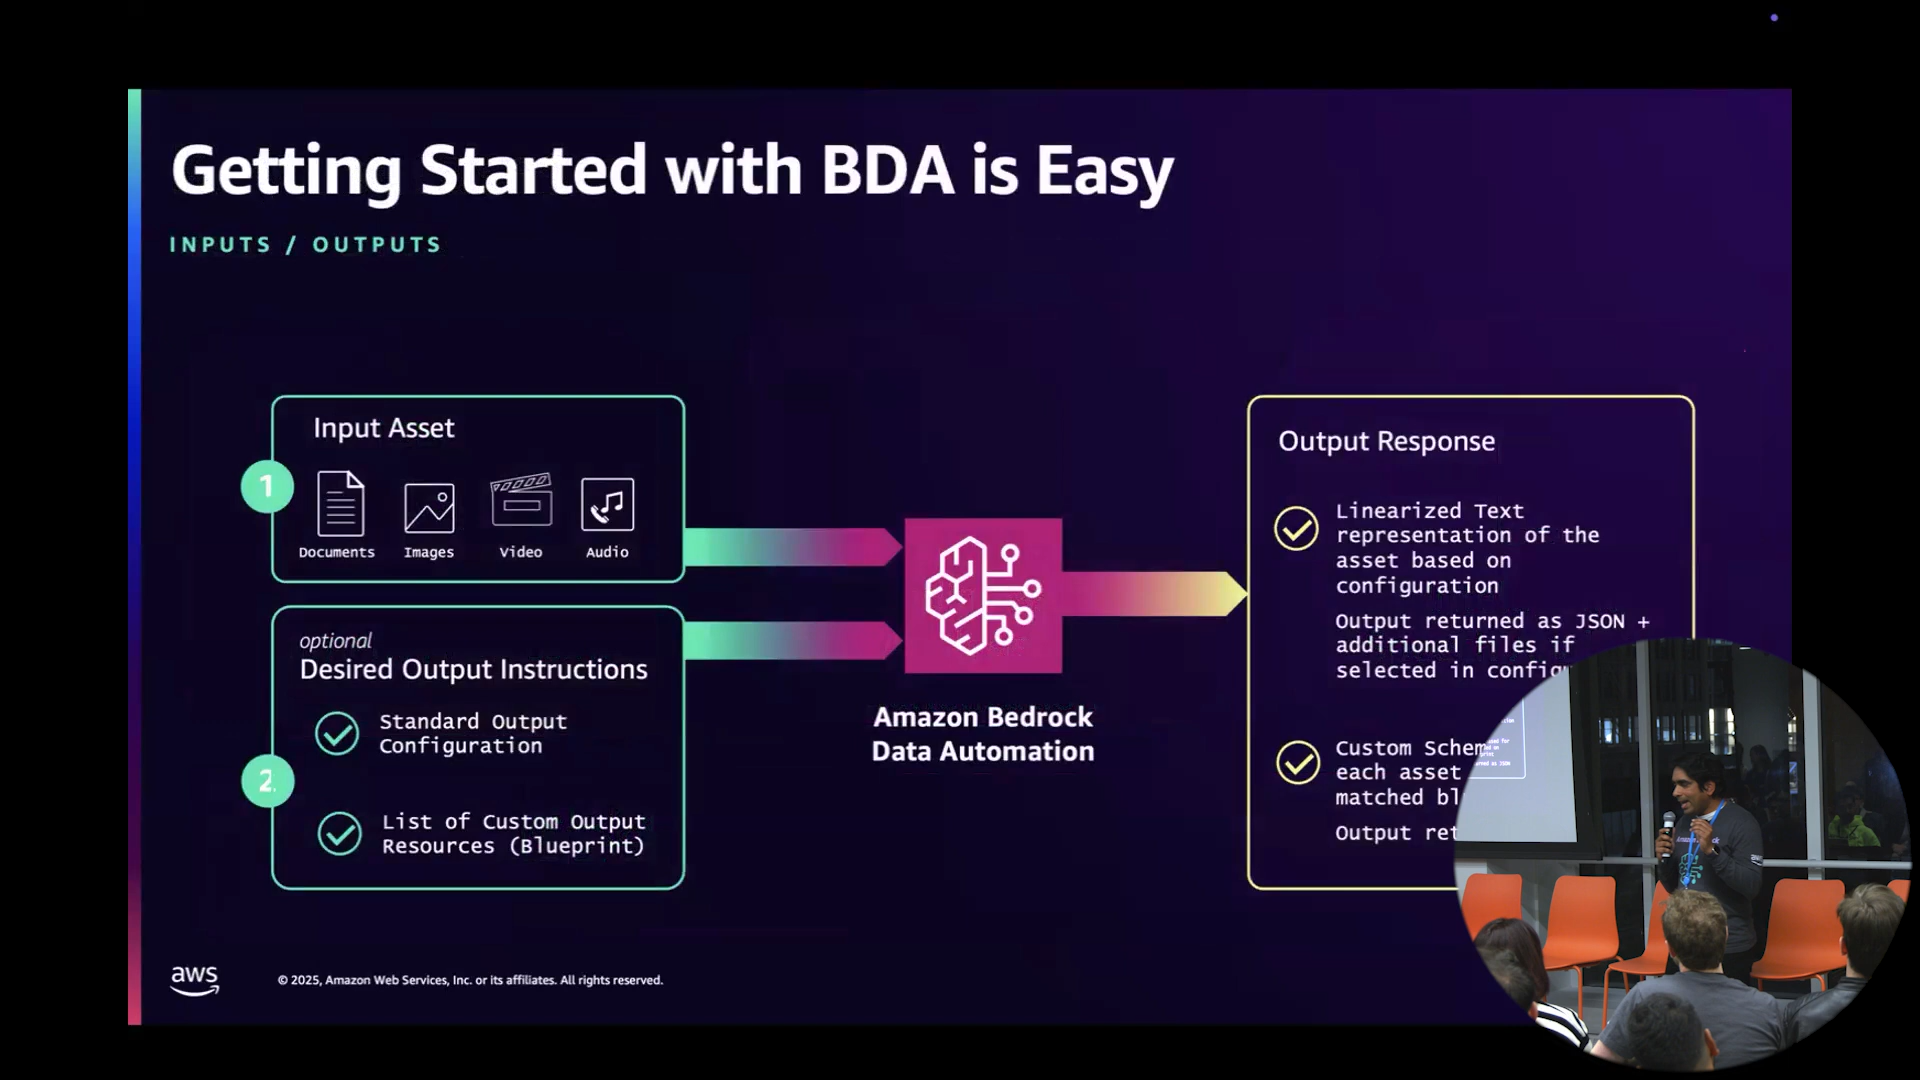 Getting Started with BDA is Easy
INPUTS / OUTPUTS
Input Asset
1
Documents
Images
Video
Audio
optional
Desired Output Instructions
2
Standard Output
Configuration
List of Custom Output
Resources (Blueprint)
Amazon Bedrock
Data Automation
Output Response
Linearized Text
representation of the
asset based on
configuration
Output returned as JSON +
additional files if
selected in
Custom
each asset
matched
Output
aws
© 2025, Amazon Web Services, Inc. or its affiliates. All rights reserved.